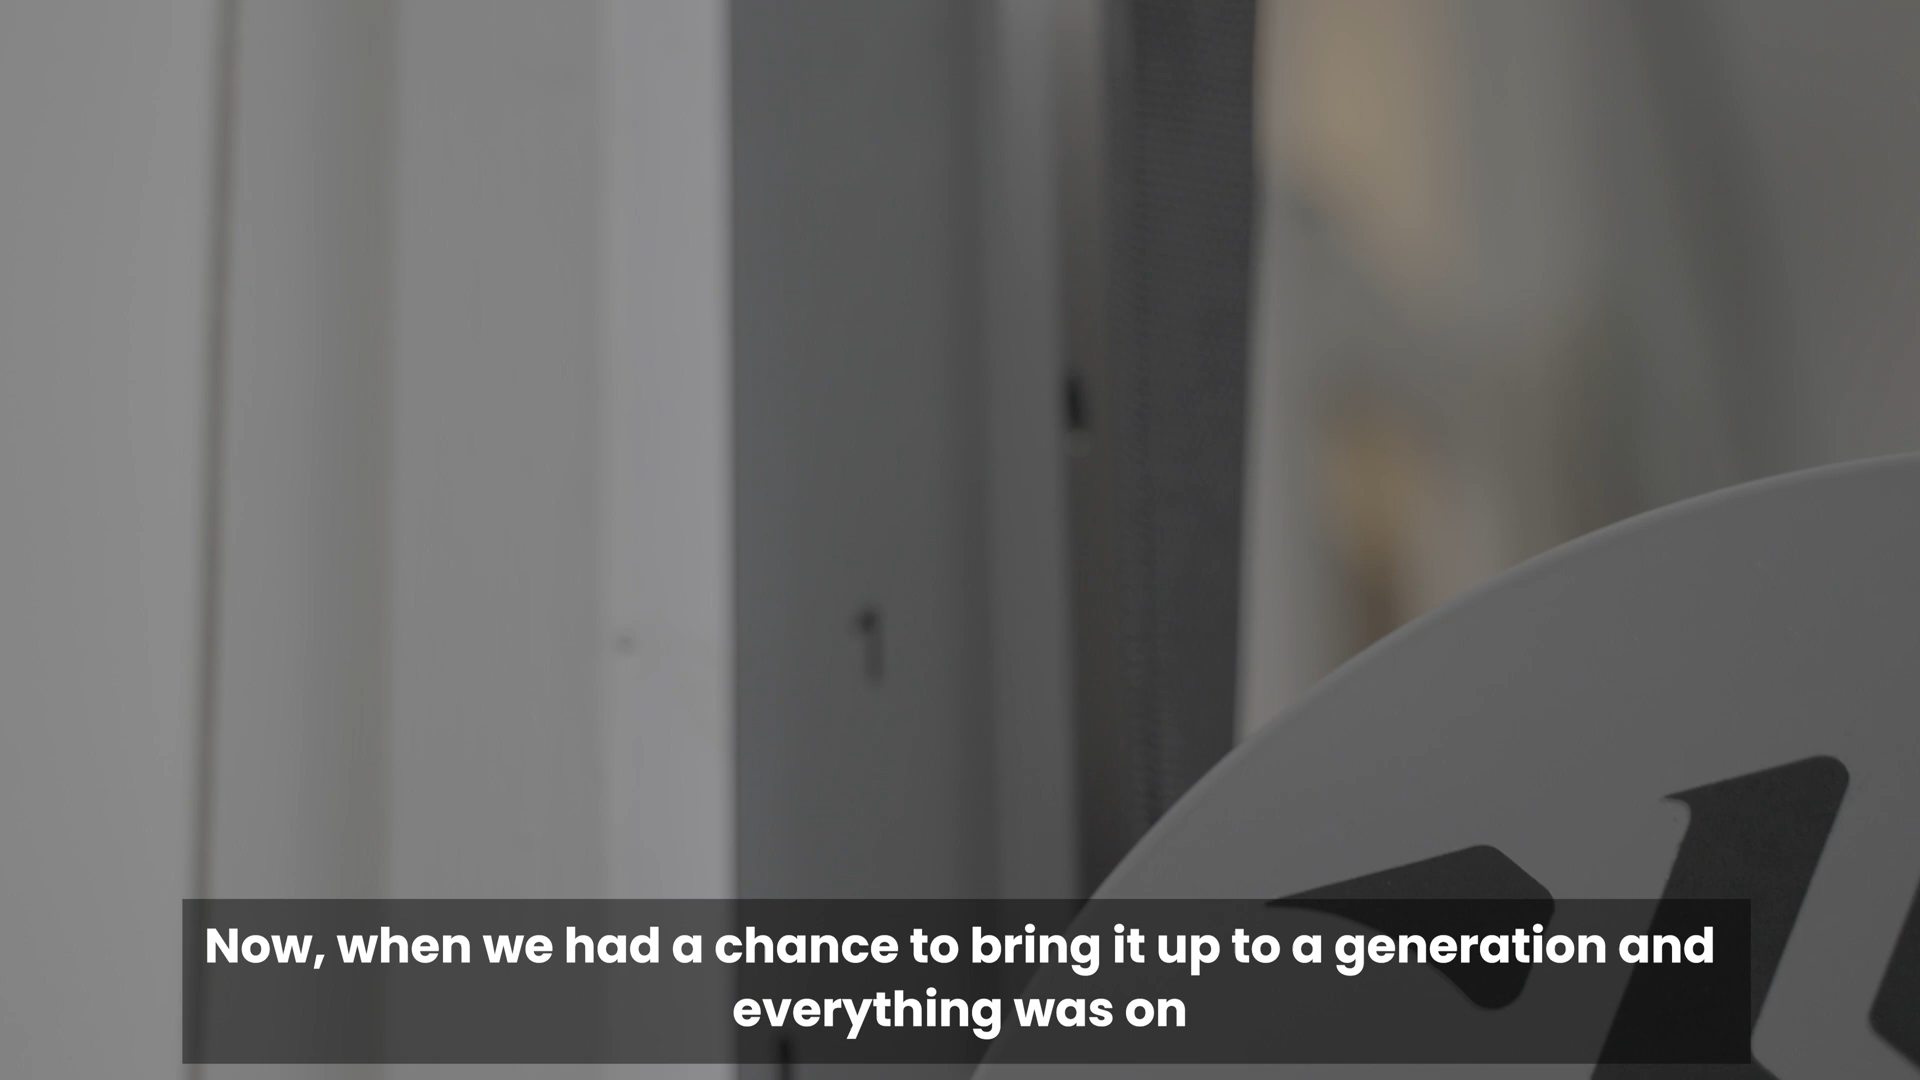 Now, when we had a chance to bring it up to a generation and
everything was on